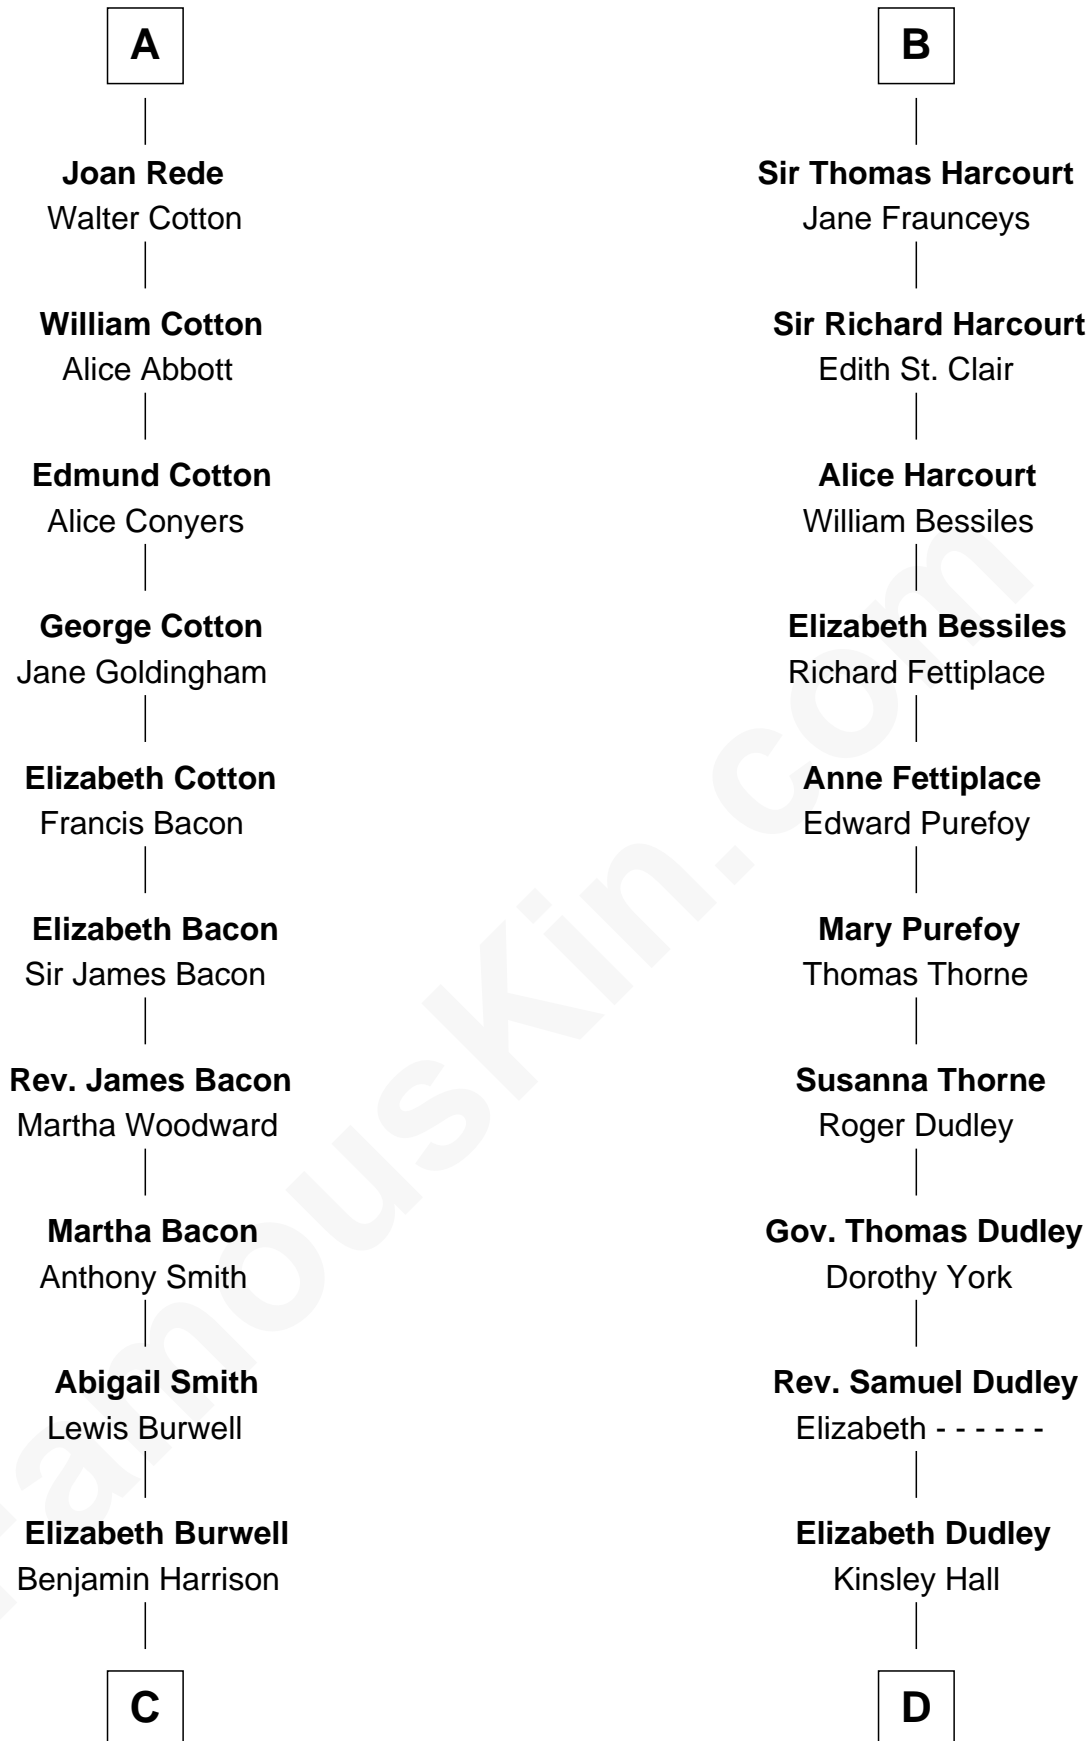 A
Joan Rede
Walter Cotton
William Cotton
Alice Abbott
Edmund Cotton
Alice Conyers
George Cotton
Jane Goldingham
Elizabeth Cotton
Francis Bacon
Elizabeth Bacon
Sir James Bacon
Rev. James Bacon
Martha Woodward
Martha Bacon
Anthony Smith
Abigail Smith
Lewis Burwell
Elizabeth Burwell
Benjamin Harrison
C
B
Sir Thomas Harcourt
Jane Fraunceys
Sir Richard Harcourt
Edith St. Clair
Alice Harcourt
William Bessiles
Elizabeth Bessiles
Richard Fettiplace
Anne Fettiplace
Edward Purefoy
Mary Purefoy
Thomas Thorne
Susanna Thorne
Roger Dudley
Gov. Thomas Dudley
Dorothy York
Rev. Samuel Dudley
Elizabeth - - - - - -
Elizabeth Dudley
Kinsley Hall
D
FamousKin.com